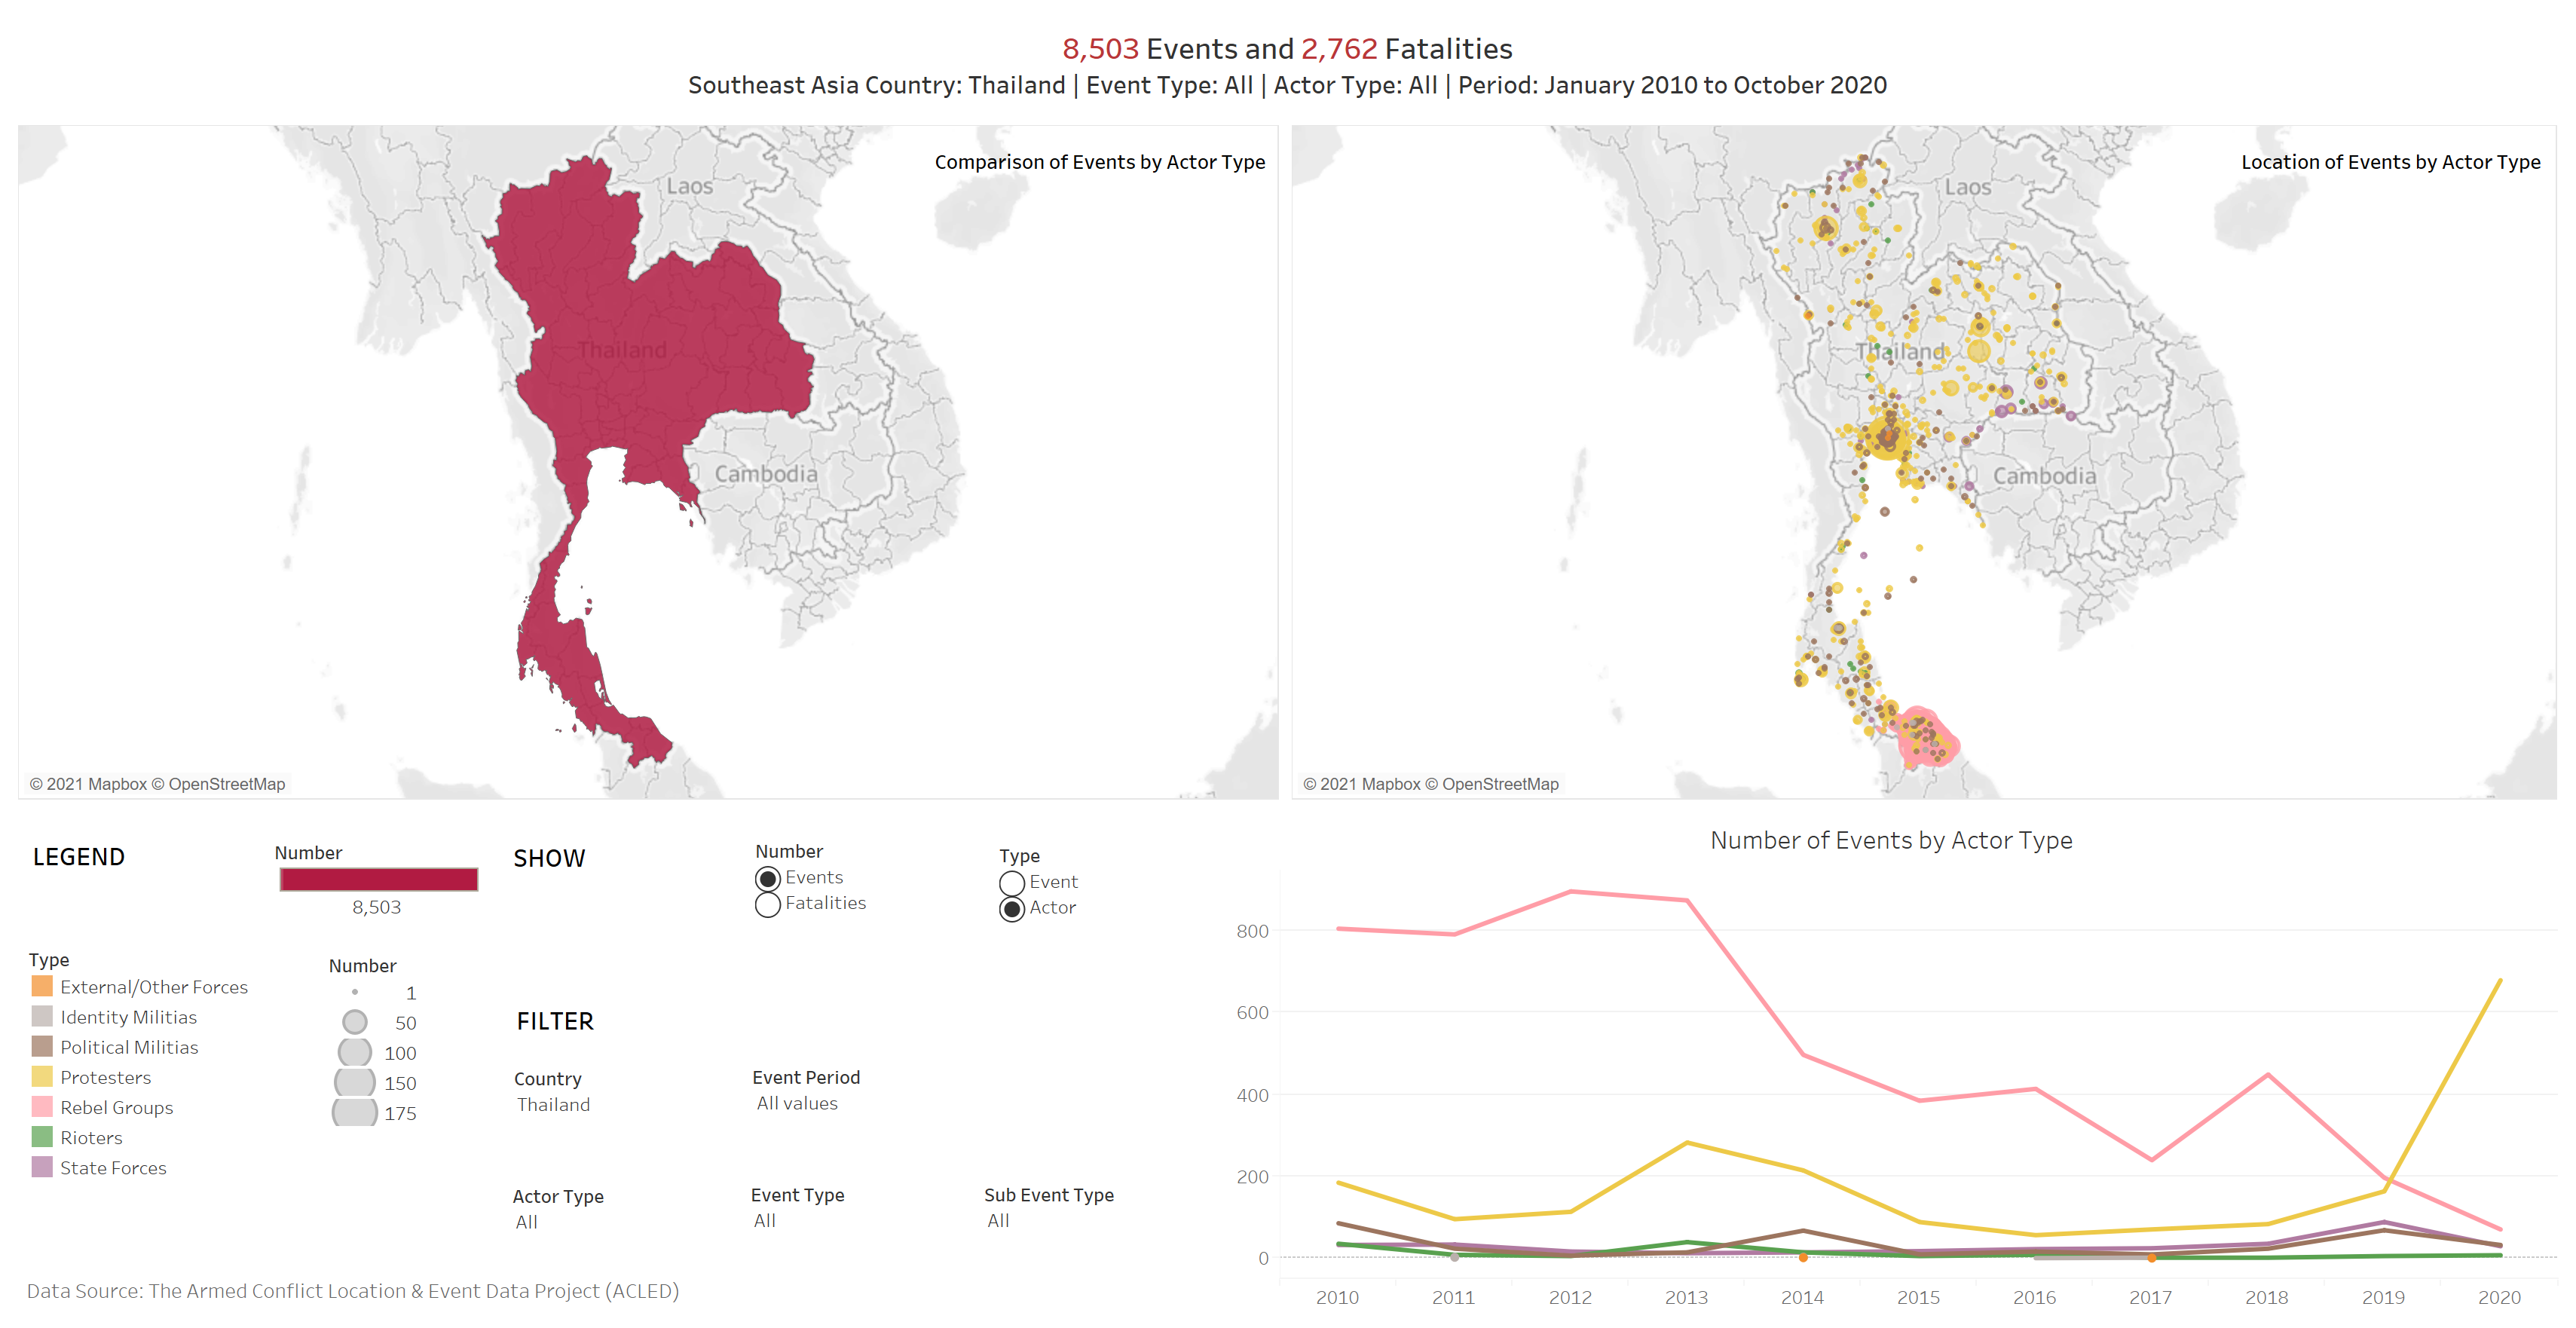 8,503 Events and 2,762 Fatalities
Southeast Asia Country: Thailand | Event Type: All | Actor Type: All | Period: January 2010 to October 2020
Comparison of Events by Actor Type
Laos
Thailand
Cambodia
© 2021 Mapbox © OpenStreetMap
Location of Events by Actor Type
Laos
Thailand
Cambodia
© 2021 Mapbox © OpenStreetMap
LEGEND
Number
8,503
Type
External/Other Forces
Identity Militias
Political Militias
Protesters
Rebel Groups
Rioters
State Forces
Number
1
50
100
150
175
SHOW
Number
Events
Fatalities
Type
Event
Actor
FILTER
Country
Thailand
Event Period
All values
Actor Type
All
Event Type
All
Sub Event Type
All
Data Source: The Armed Conflict Location & Event Data Project (ACLED)
Number of Events by Actor Type
800
600
400
200
0
2010 2011 2012 2013 2014 2015 2016 2017 2018 2019 2020